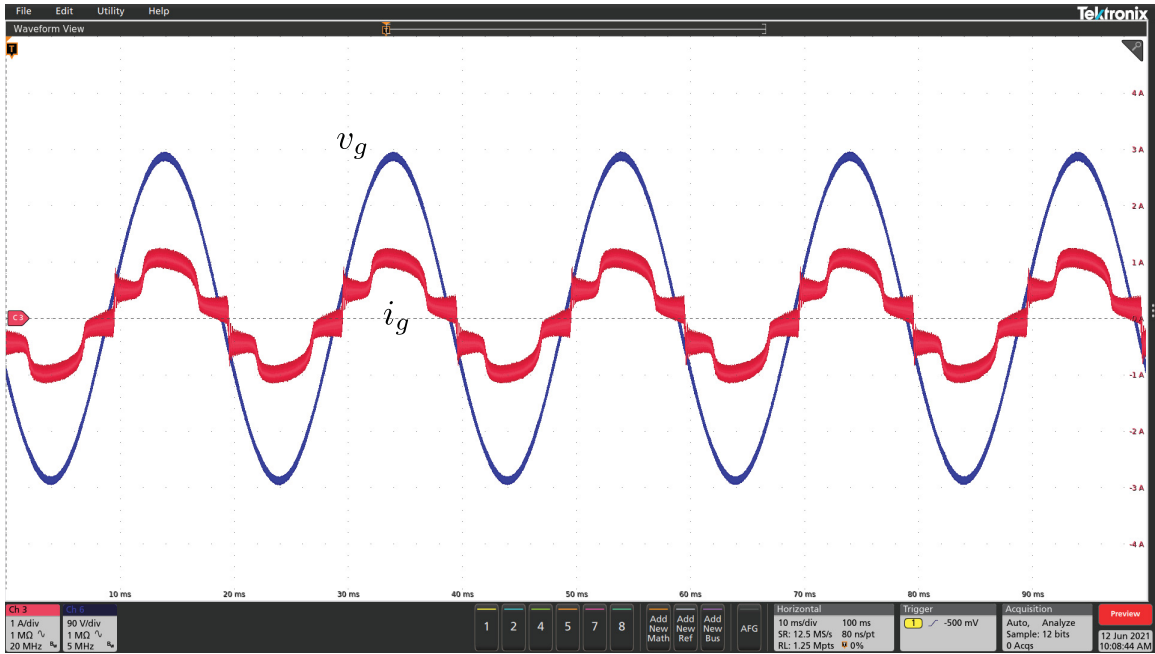 File Edit Utility Help
Tektronix
Waveform View
T
T
4 A
v_g
3 A
2 A
1 A
C 3
i_g
-1 A
-2 A
-3 A
-4 A
10 ms 20 ms 30 ms 40 ms 50 ms 60 ms 70 ms 80 ms 90 ms
Ch 3
1 A/div
1 MΩ
20 MHz Bw
Ch 6
90 V/div
1 MΩ
5 MHz Bw
1 2 4 5 7 8
Add New Math
Add New Ref
Add New Bus
AFG
Horizontal
10 ms/div 100 ms
SR: 12.5 MS/s 80 ns/pt
RL: 1.25 Mpts 0%
Trigger
1 -500 mV
Acquisition
Auto, Analyze
Sample: 12 bits
0 Acqs
Preview
12 Jun 2021
10:08:44 AM